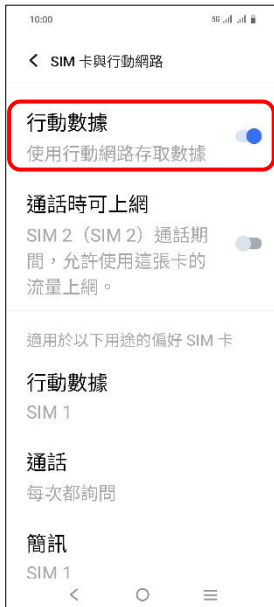 10:00
5G
SIM 卡與行動網路
行動數據
使用行動網路存取數據
通話時可上網
SIM 2（SIM 2）通話期
間，允許使用這張卡的
流量上網。
適用於以下用途的偏好 SIM 卡
行動數據
SIM 1
通話
每次都詢問
簡訊
SIM 1